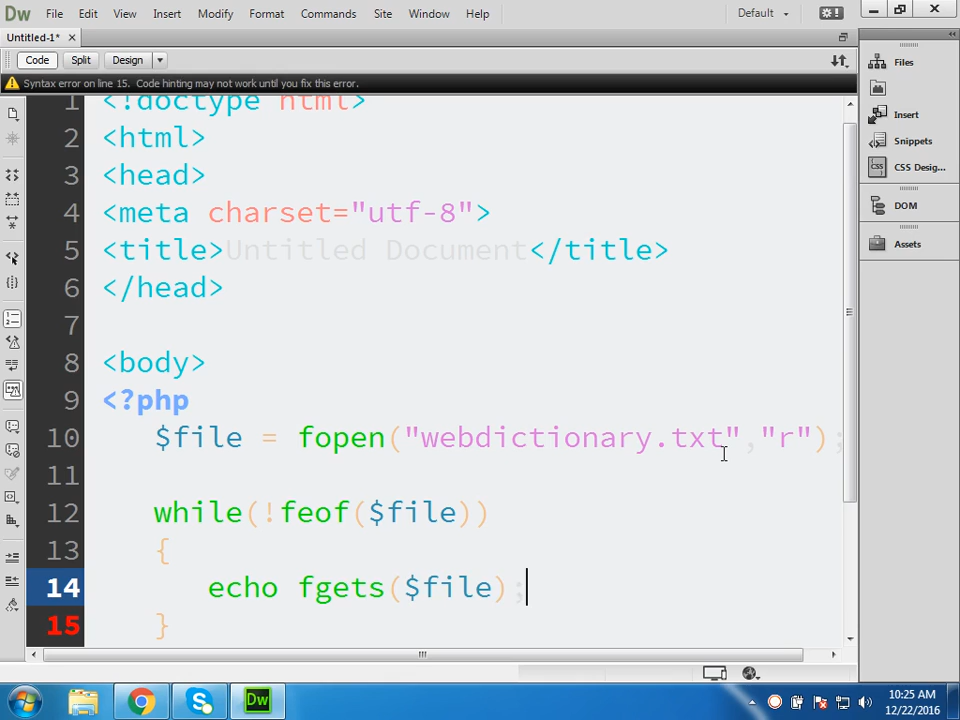 Dw File Edit View Insert Modify Format Commands Site Window Help Default
Untitled-1*
Code Split Design
Syntax error on line 15. Code hinting may not work until you fix this error.
1 <!doctype html>
2 <html>
3 <head>
4 <meta charset="utf-8">
5 <title>Untitled Document</title>
6 </head>
7
8 <body>
9 <?php
10 $file = fopen("webdictionary.txt","r");
11
12 while(!feof($file))
13 {
14 echo fgets($file);
15 }
Files
Insert
Snippets
CSS Desig...
DOM
Assets
Dw
10:25 AM
12/22/2016